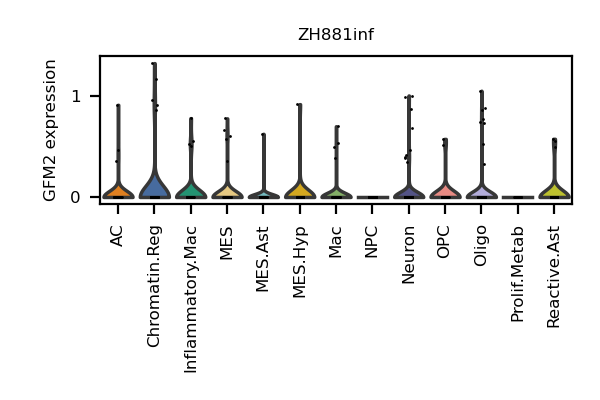 ZH881inf
GFM2 expression
1
0
AC
Chromatin.Reg
Inflammatory.Mac
MES
MES.Ast
MES.Hyp
Mac
NPC
Neuron
OPC
Oligo
Prolif.Metab
Reactive.Ast